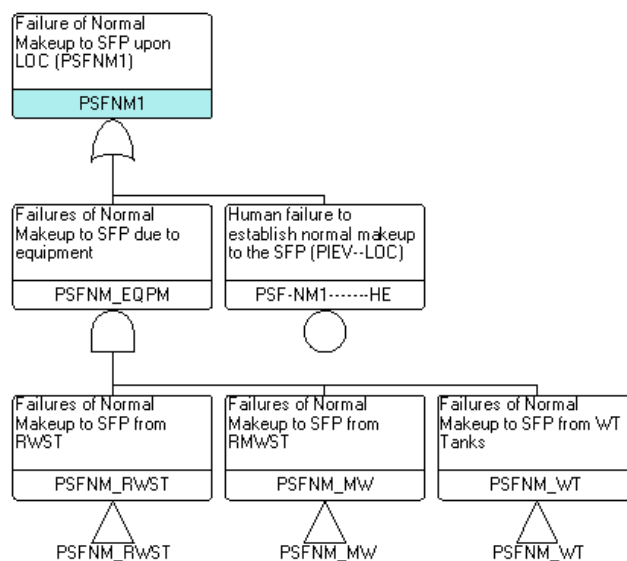 Failure of Normal
Makeup to SFP upon
LOC (PSFNM1)
PSFNM1
Failures of Normal
Makeup to SFP due to
equipment
PSFNM_EQPM
Human failure to
establish normal makeup
to the SFP (PIEV--LOC)
PSF-NM1-------HE
Failures of Normal
Makeup to SFP from
RWST
PSFNM_RWST
PSFNM_RWST
Failures of Normal
Makeup to SFP from
RMWST
PSFNM_MW
PSFNM_MW
Failures of Normal
Makeup to SFP from WT
Tanks
PSFNM_WT
PSFNM_WT